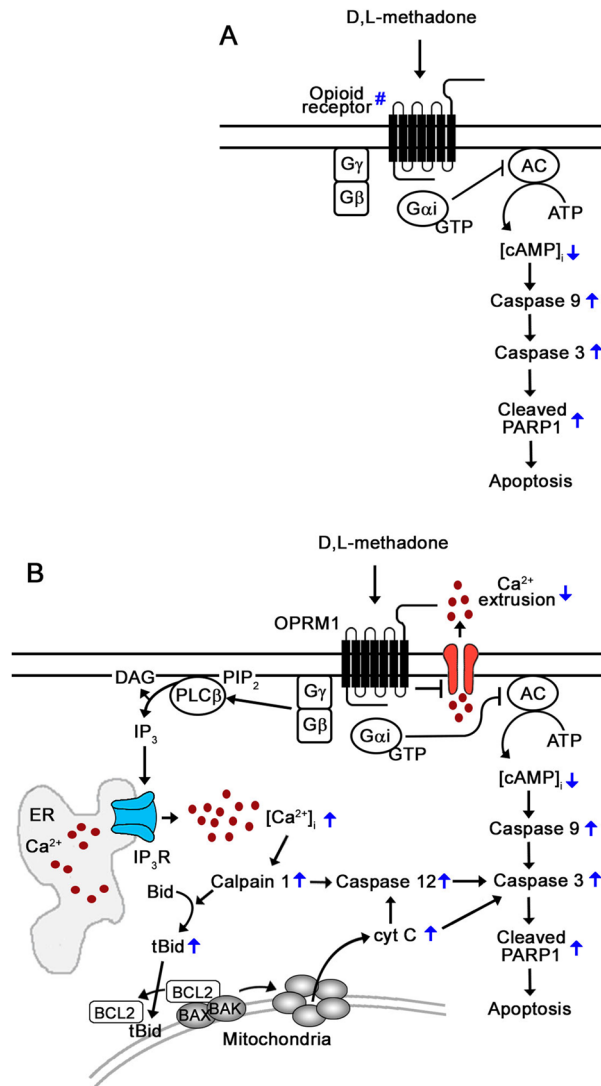 A
D,L-methadone
Opioid
receptor #
Gγ
Gβ
Gαi
GTP
AC
ATP
[cAMP]i ↓
Caspase 9 ↑
Caspase 3 ↑
Cleaved
PARP1 ↑
Apoptosis
B
D,L-methadone
OPRM1
Ca2+
extrusion ↓
DAG
PLCβ
PIP2
Gγ
Gβ
Gαi
GTP
AC
ATP
IP3
[cAMP]i ↓
ER
Ca2+
IP3R
[Ca2+]i ↑
Caspase 9 ↑
Bid
Calpain 1 ↑
Caspase 12 ↑
Caspase 3 ↑
tBid ↑
cyt C ↑
Cleaved
PARP1 ↑
BCL2
BCL2
BAX
BAK
tBid
Mitochondria
Apoptosis